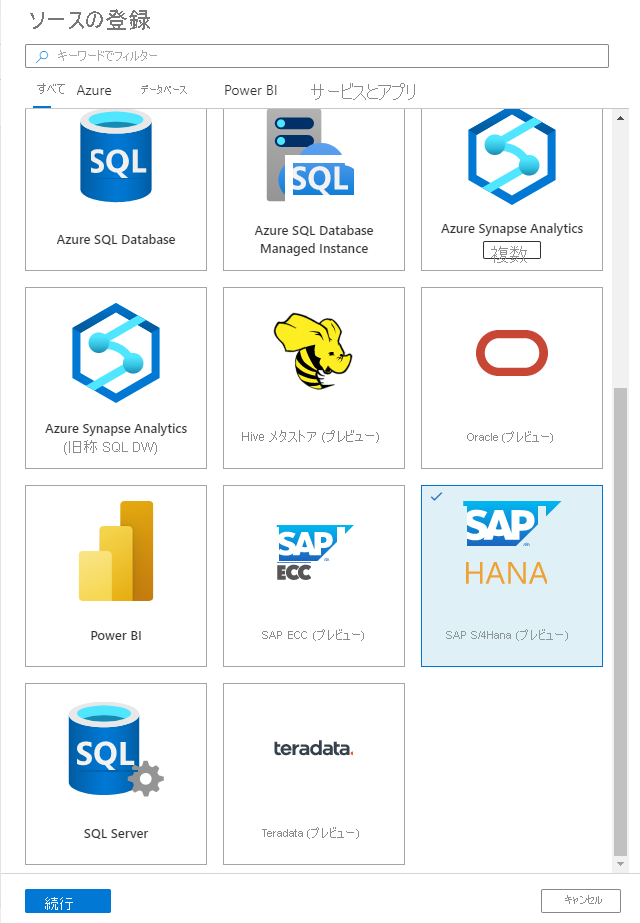 ソースの登録
キーワードでフィルター
すべて Azure データベース Power BI サービスとアプリ
SQL
Azure SQL Database
SQL
Azure SQL Database
Managed Instance
Azure Synapse Analytics
複数
Azure Synapse Analytics
(旧称 SQL DW)
Hive メタストア (プレビュー)
Oracle (プレビュー)
Power BI
SAP
ECC
SAP ECC (プレビュー)
SAP
HANA
SAP S/4Hana (プレビュー)
SQL
SQL Server
teradata.
Teradata (プレビュー)
続行
キャンセル